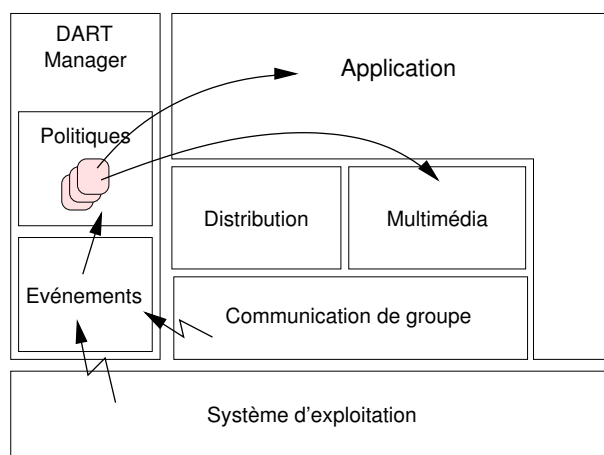 DART
Manager
Application
Politiques
Distribution
Multimédia
Evénements
Communication de groupe
Système d'exploitation